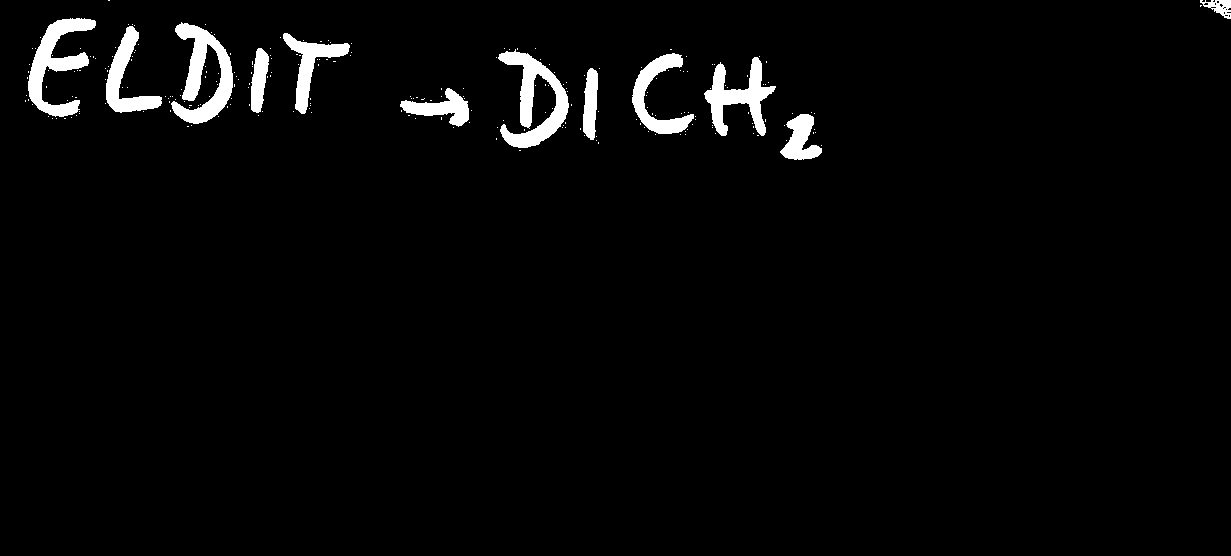 ELDIT → DICH₂